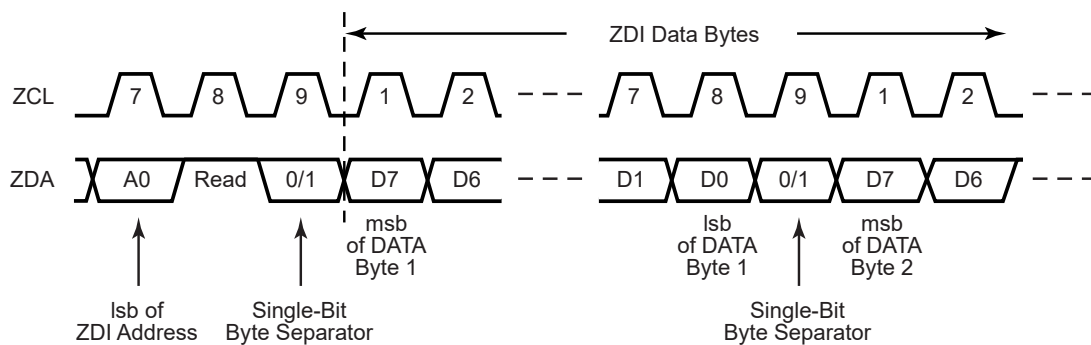 ZDI Data Bytes
ZCL 7 8 9 1 2 7 8 9 1 2
ZDA A0 Read 0/1 D7 D6 D1 D0 0/1 D7 D6
msb lsb msb
of DATA of DATA of DATA
Byte 1 Byte 1 Byte 2
lsb of Single-Bit Single-Bit
ZDI Address Byte Separator Byte Separator